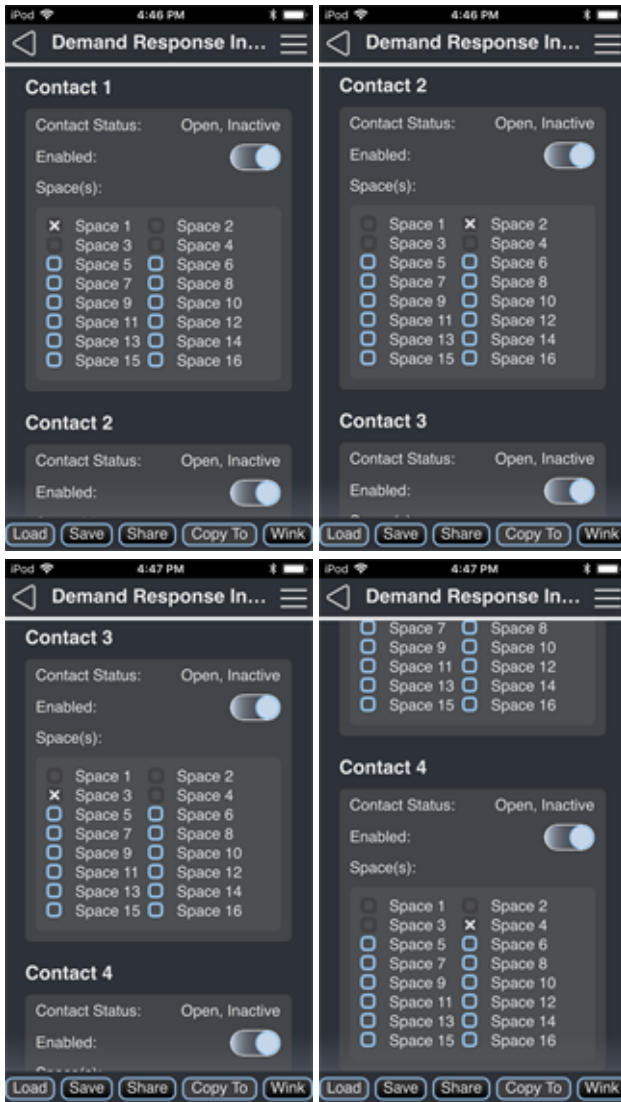 iPod 4:46 PM
Demand Response In...
Contact 1
Contact Status: Open, Inactive
Enabled:
Space(s):
Space 1 Space 2
Space 3 Space 4
Space 5 Space 6
Space 7 Space 8
Space 9 Space 10
Space 11 Space 12
Space 13 Space 14
Space 15 Space 16
Contact 2
Contact Status: Open, Inactive
Enabled:
Load Save Share Copy To Wink
iPod 4:46 PM
Demand Response In...
Contact 2
Contact Status: Open, Inactive
Enabled:
Space(s):
Space 1 Space 2
Space 3 Space 4
Space 5 Space 6
Space 7 Space 8
Space 9 Space 10
Space 11 Space 12
Space 13 Space 14
Space 15 Space 16
Contact 3
Contact Status: Open, Inactive
Enabled:
Load Save Share Copy To Wink
iPod 4:47 PM
Demand Response In...
Contact 3
Contact Status: Open, Inactive
Enabled:
Space(s):
Space 1 Space 2
Space 3 Space 4
Space 5 Space 6
Space 7 Space 8
Space 9 Space 10
Space 11 Space 12
Space 13 Space 14
Space 15 Space 16
Contact 4
Contact Status: Open, Inactive
Enabled:
Load Save Share Copy To Wink
iPod 4:47 PM
Demand Response In...
Space 7 Space 8
Space 9 Space 10
Space 11 Space 12
Space 13 Space 14
Space 15 Space 16
Contact 4
Contact Status: Open, Inactive
Enabled:
Space(s):
Space 1 Space 2
Space 3 Space 4
Space 5 Space 6
Space 7 Space 8
Space 9 Space 10
Space 11 Space 12
Space 13 Space 14
Space 15 Space 16
Load Save Share Copy To Wink